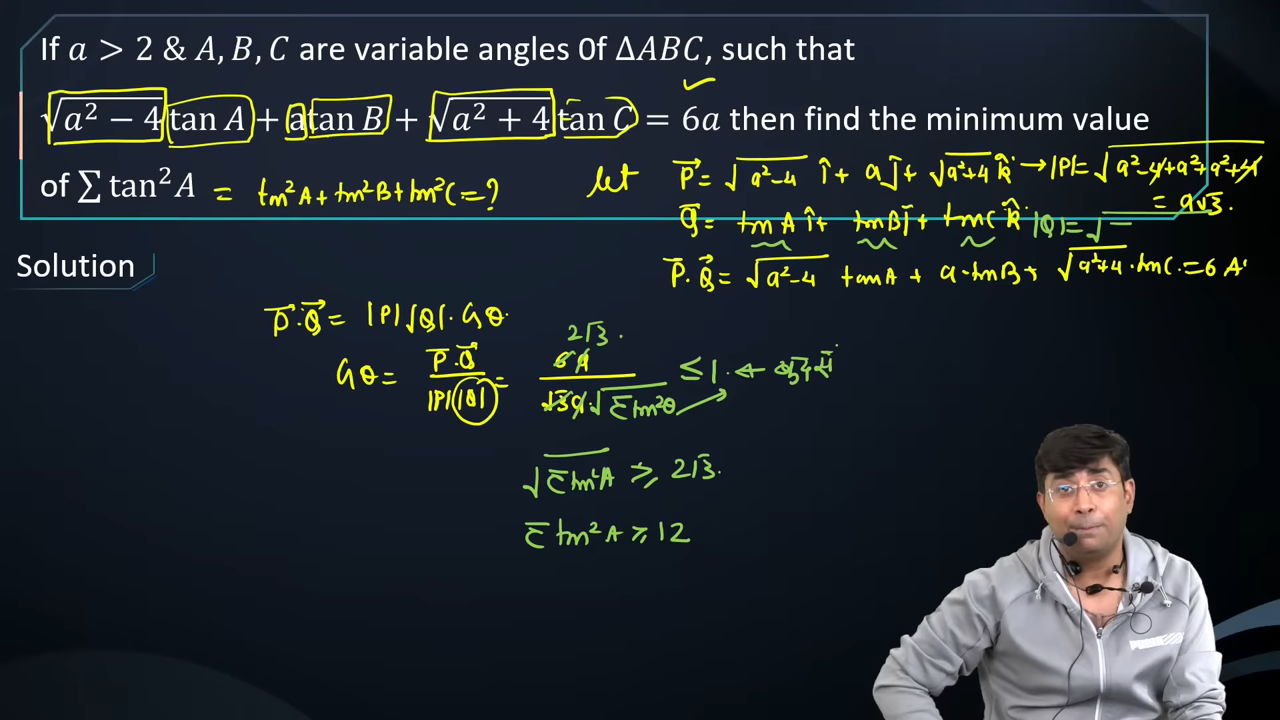 If a > 2 & A, B, C are variable angles 0f ΔABC, such that
√(a² − 4) tan A + atan B + √(a² + 4) tan C = 6a then find the minimum value
of ∑ tan² A = tan²A + tan²B + tan²C = ?
let P⃗ = √(a²−4) î + a ĵ + √(a²+4) k̂ → |P| = √(a²−4+a²+a²+4)
= a√3.
Q⃗ = tanA î + tanB ĵ + tanC k̂ |Q| = √
P⃗·Q⃗ = √(a²−4) tanA + a·tanB + √(a²+4)·tanC = 6A
Solution
P⃗·Q⃗ = |P||Q|·Cosθ
2√3.
Cosθ = P⃗·Q⃗ / |P||Q| = 6A / √3a·√(Σtan²θ) ≤ 1
√(Σtan²A) ≥ 2√3.
Σtan²A ≥ 12